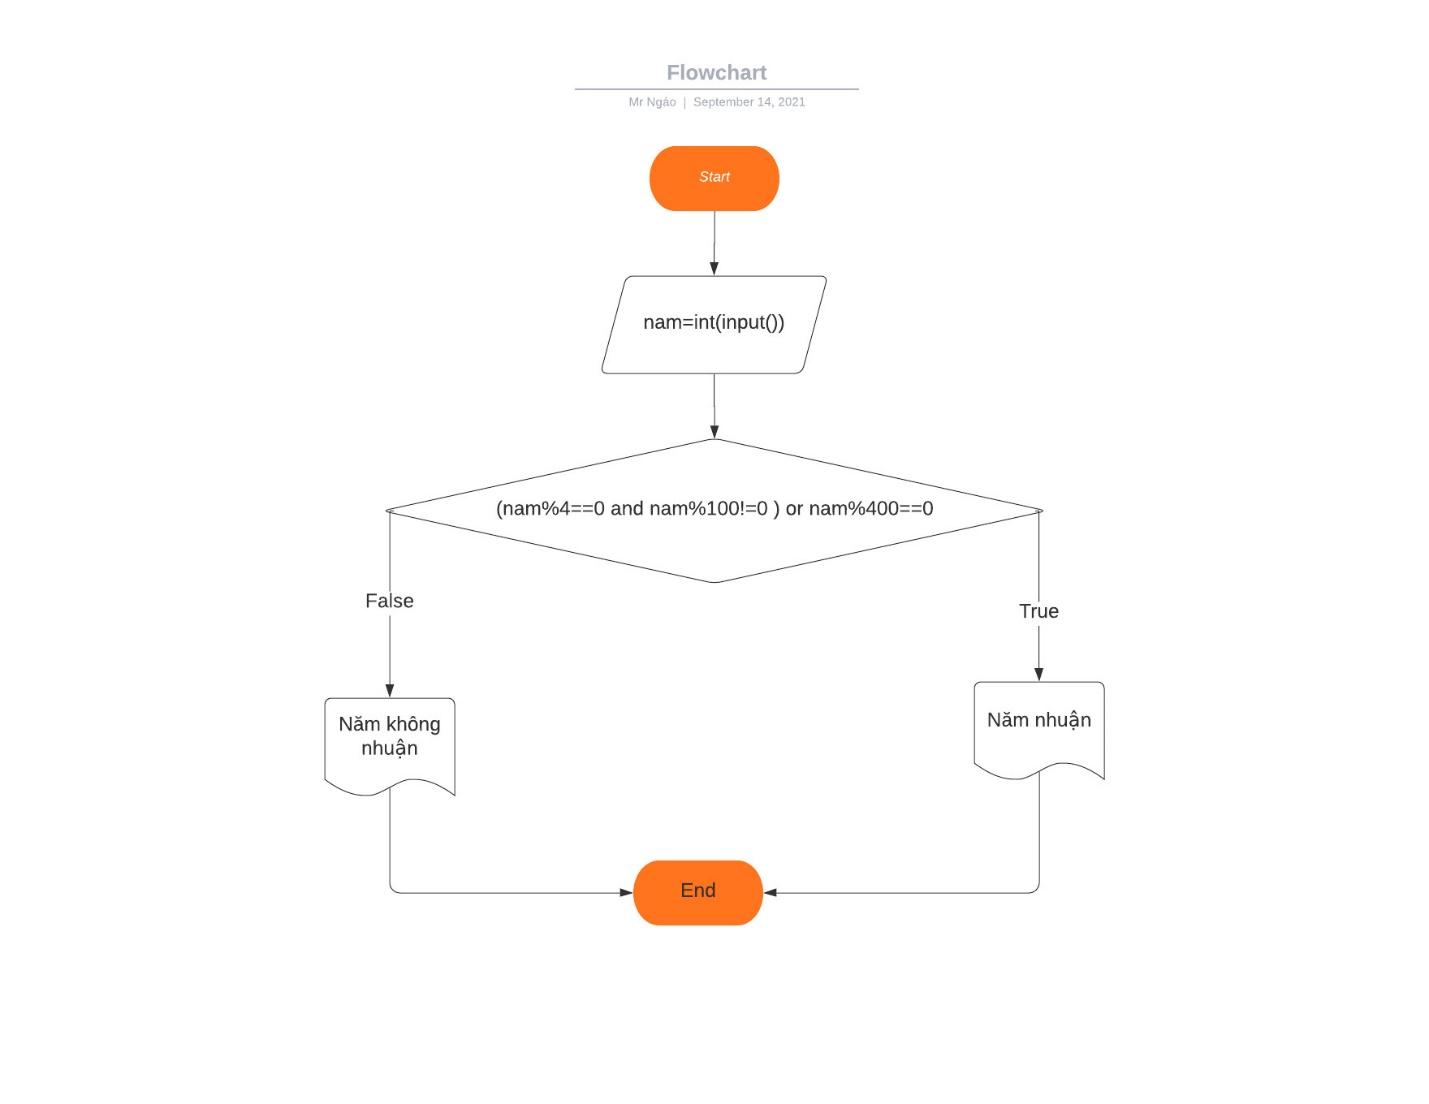 Flowchart
Mr Ngáo | September 14, 2021
Start
nam=int(input())
(nam%4==0 and nam%100!=0 ) or nam%400==0
False
True
Năm không
nhuận
Năm nhuận
End